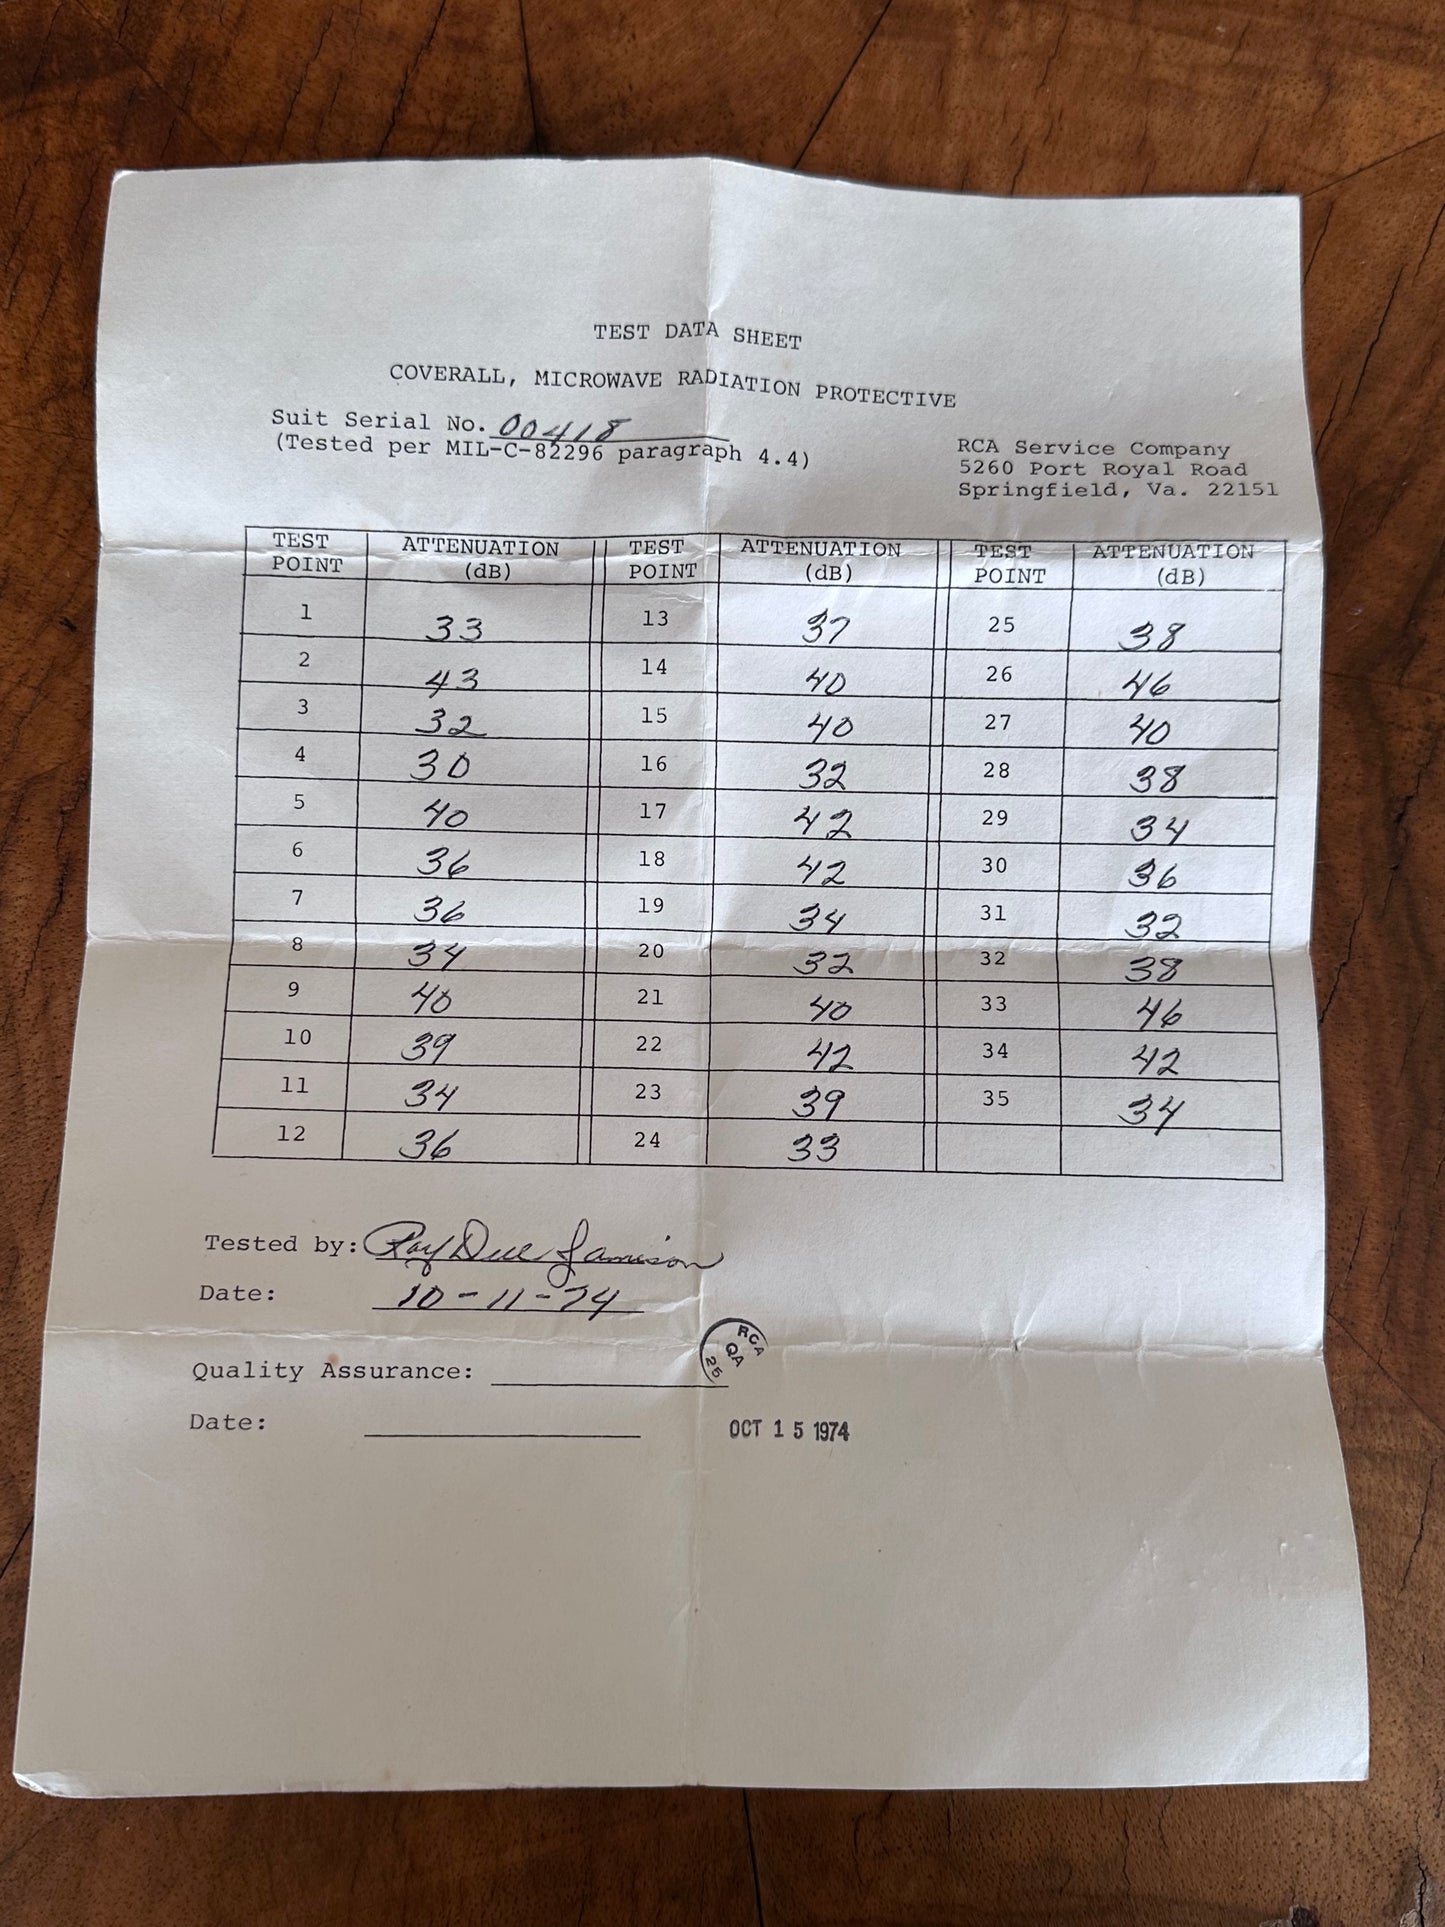 TEST DATA SHEET
COVERALL, MICROWAVE RADIATION PROTECTIVE
Suit Serial No. 00418
(Tested per MIL-C-82296 paragraph 4.4)
RCA Service Company
5260 Port Royal Road
Springfield, Va. 22151
TEST POINT ATTENUATION (dB) TEST POINT ATTENUATION (dB) TEST POINT ATTENUATION (dB)
1 33 13 37 25 38
2 43 14 40 26 46
3 32 15 40 27 40
4 30 16 32 28 38
5 40 17 42 29 34
6 36 18 42 30 36
7 36 19 34 31 32
8 34 20 32 32 38
9 40 21 40 33 46
10 39 22 42 34 42
11 34 23 39 35 34
12 36 24 33
Tested by: Roy Jamison
Date: 10-11-74
Quality Assurance:
RCA
QA
25
Date: OCT 15 1974